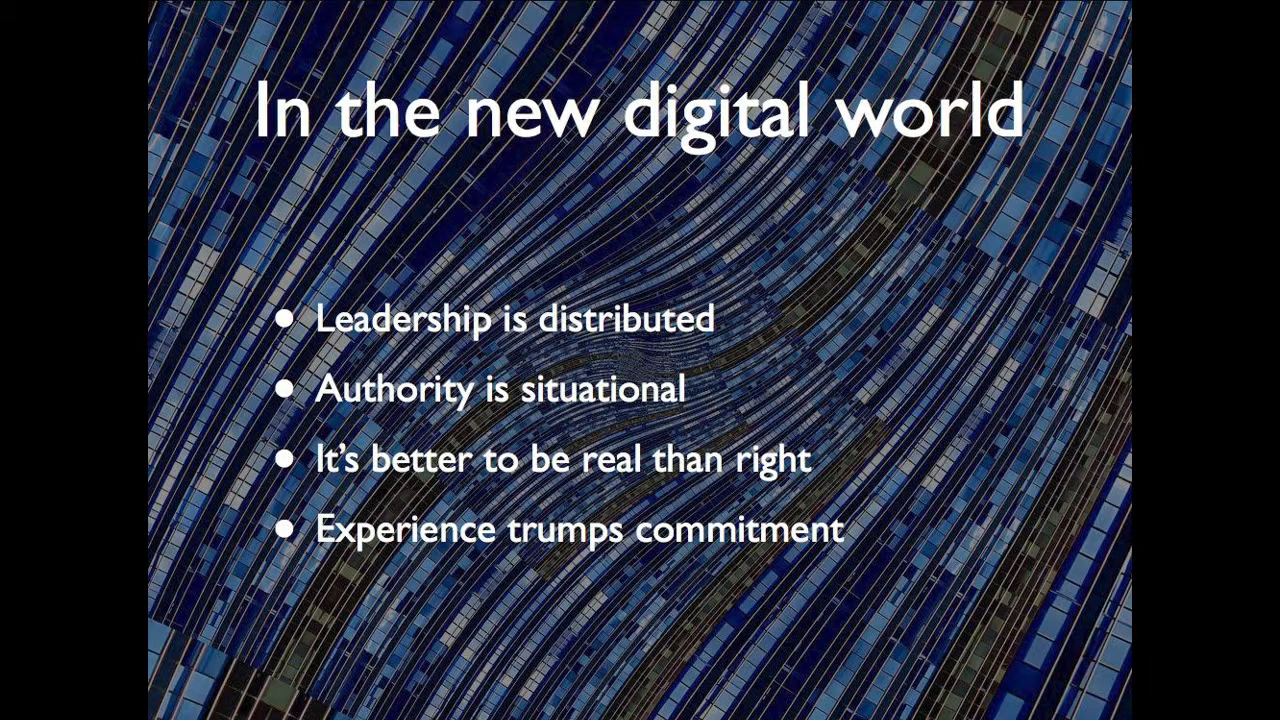 In the new digital world
• Leadership is distributed
• Authority is situational
• It’s better to be real than right
• Experience trumps commitment